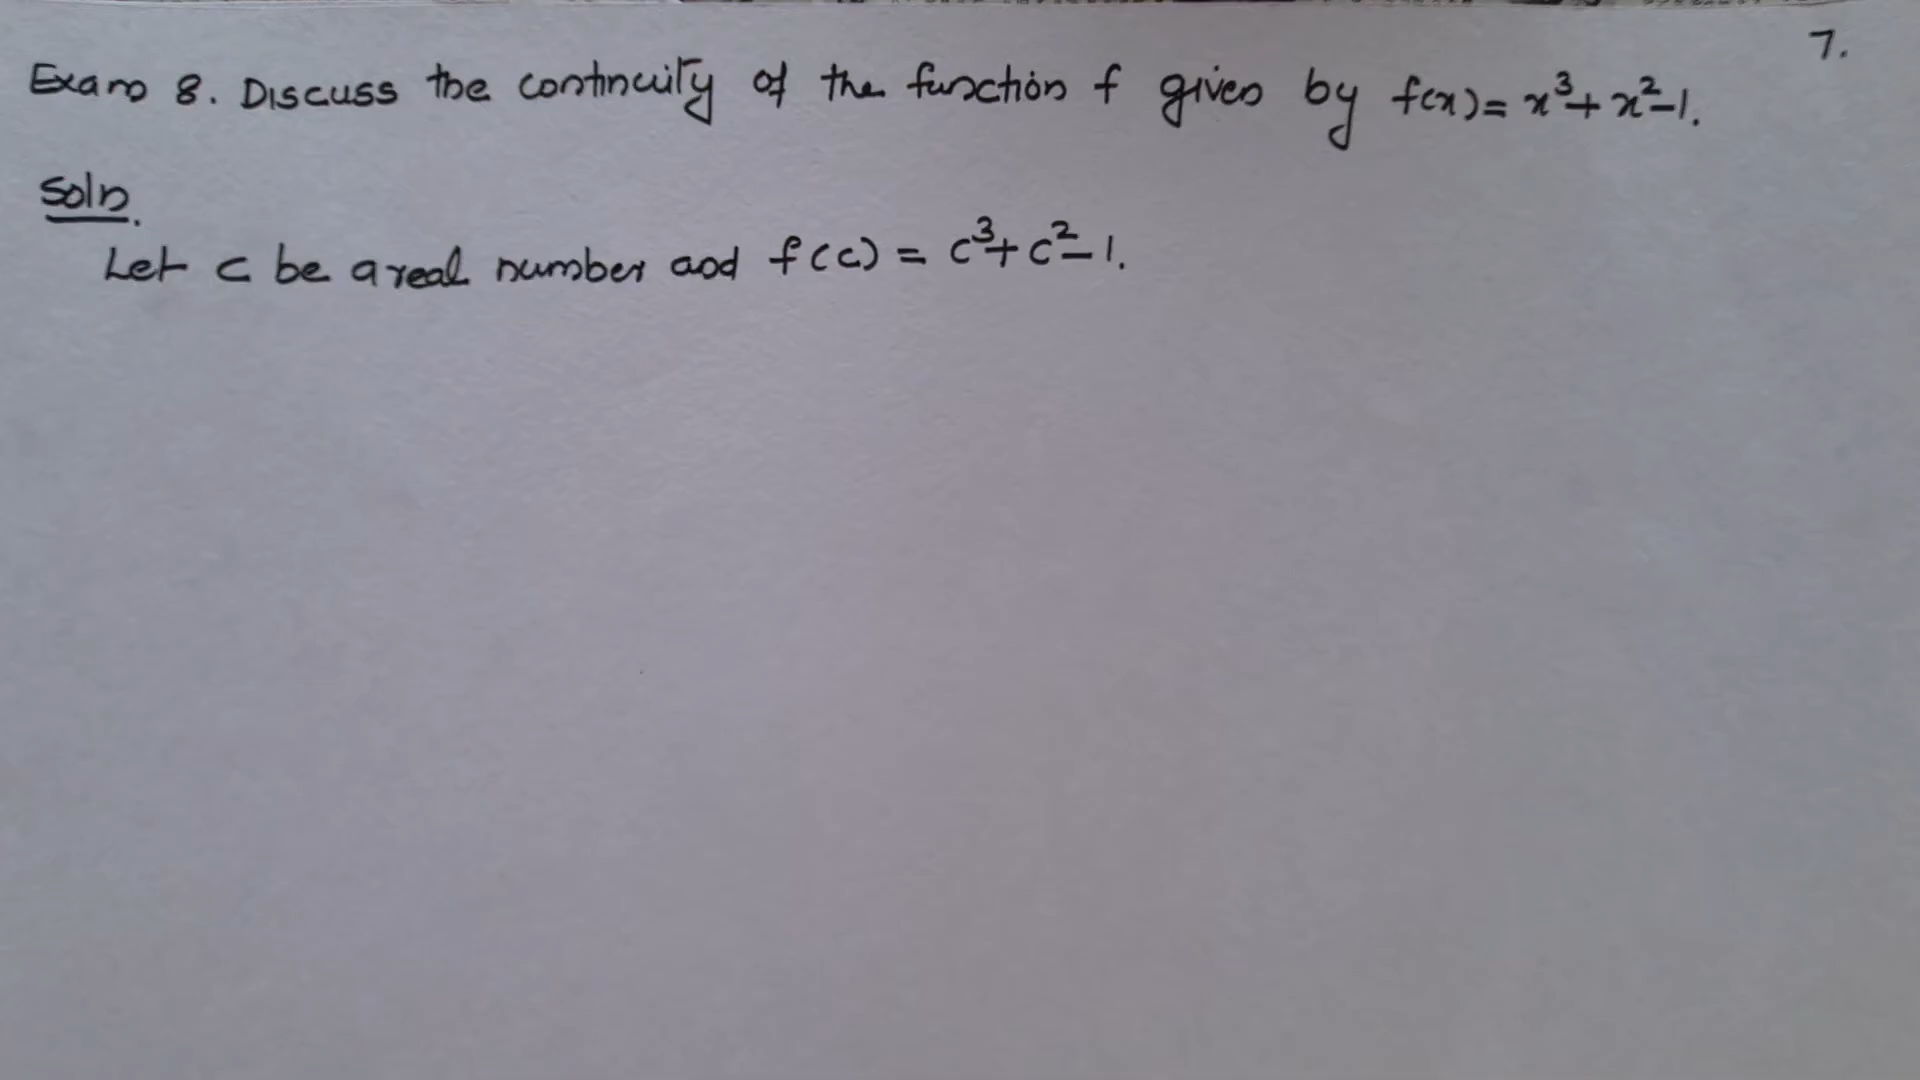 7.
Exam 8. Discuss the continuity of the function f given by f(x) = x³ + x² - 1.
Soln.
Let c be a real number and f(c) = c³ + c² - 1.